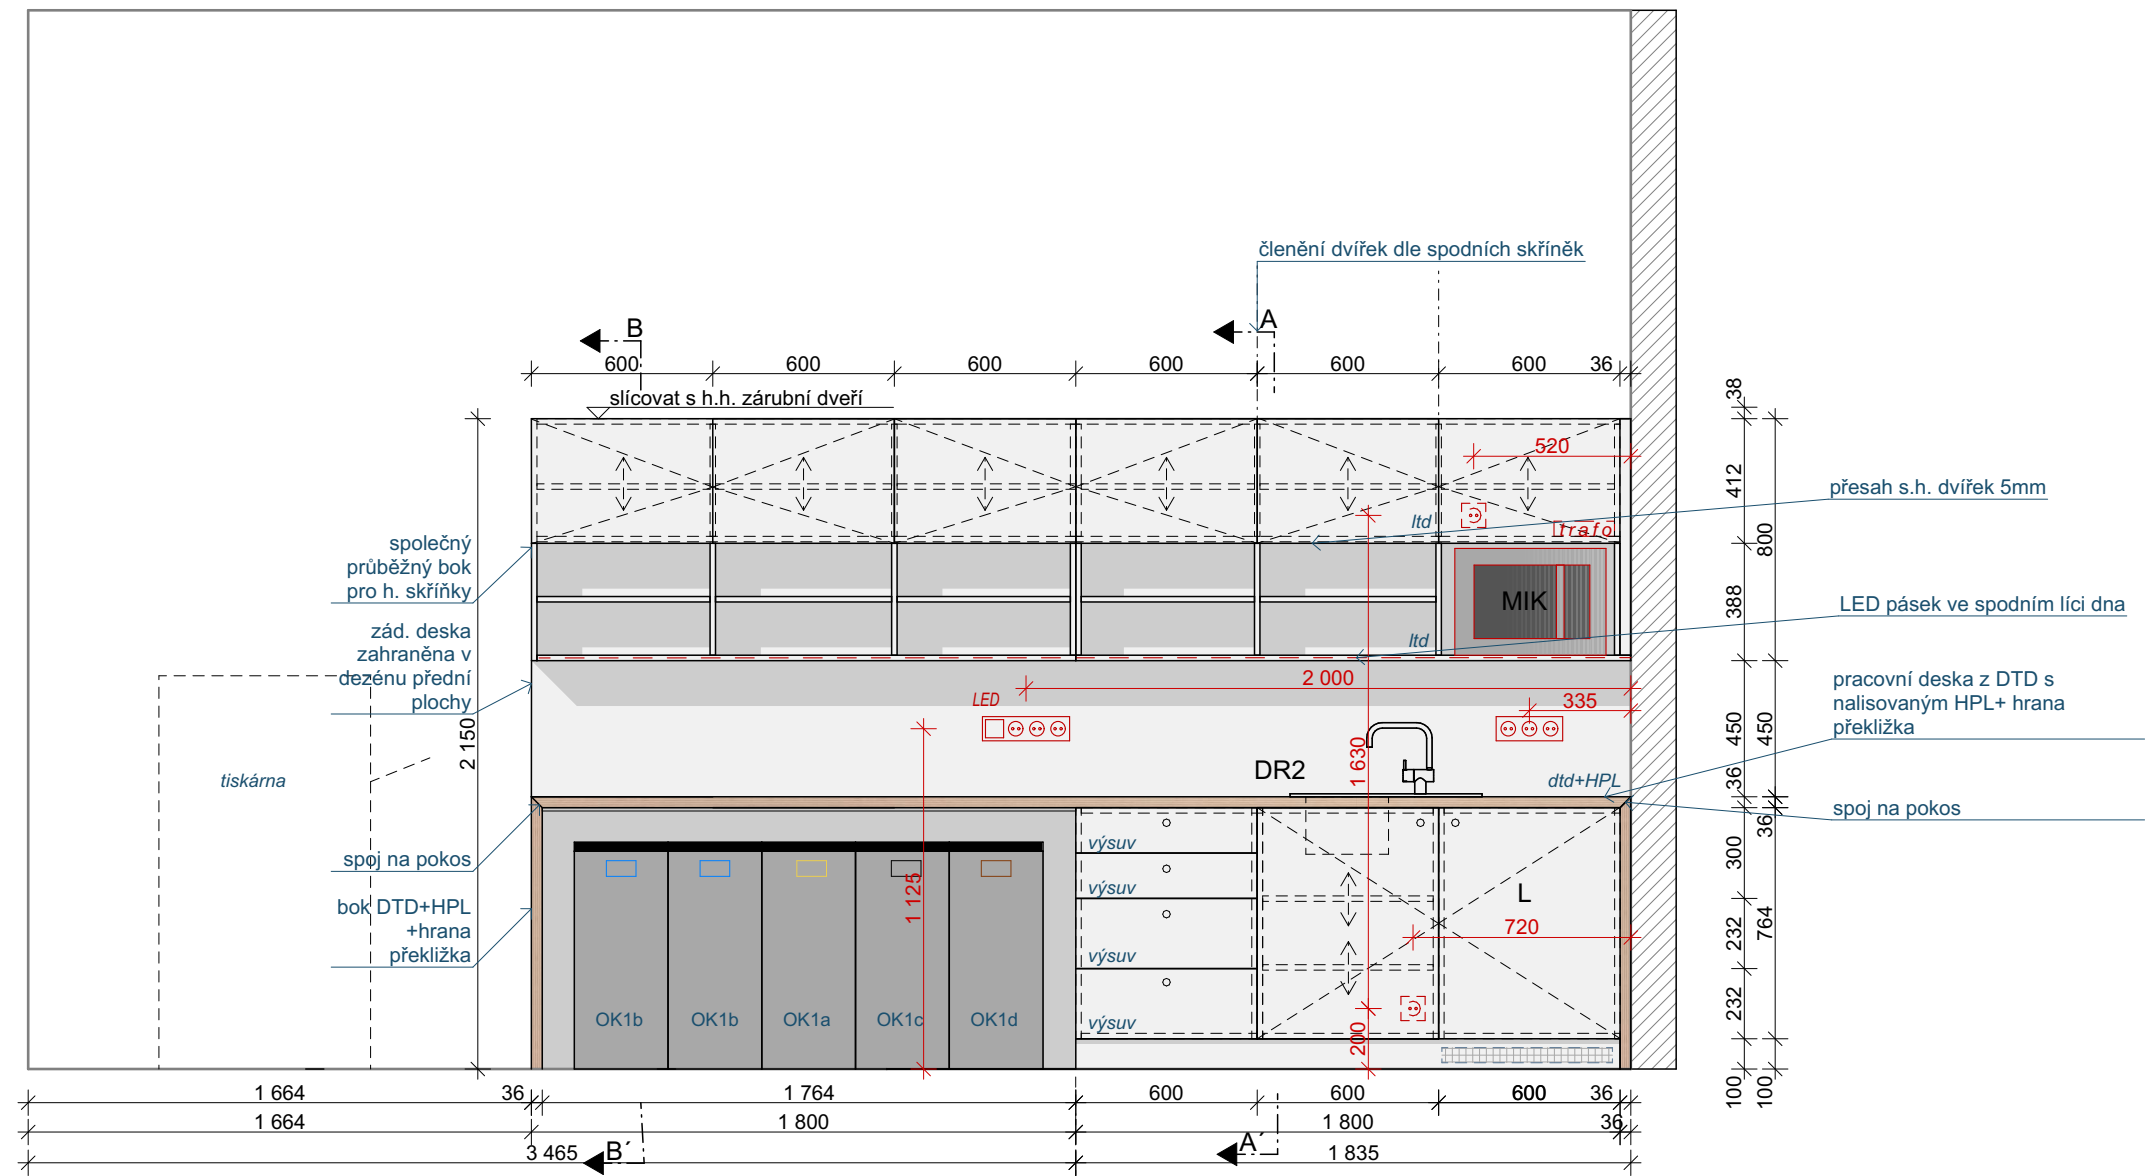 členění dvířek dle spodních skříněk
B
A
600
600
600
600
600
600
36
38
slícovat s h.h. zárubní dveří
520
412
přesah s.h. dvířek 5mm
ltd
trafo
800
společný
průběžný bok
pro h. skříňky
MIK
388
LED pásek ve spodním líci dna
zád. deska
zahraněna v
dezénu přední
plochy
ltd
2 000
LED
335
pracovní deska z DTD s
nalisovaným HPL+ hrana
překližka
2 150
450
450
1 630
DR2
dtd+HPL
tiskárna
36
36
spoj na pokos
spoj na pokos
výsuv
300
výsuv
1 125
L
bok DTD+HPL
+hrana
překližka
720
232
764
výsuv
OK1b
OK1b
OK1a
OK1c
OK1d
výsuv
200
232
100
100
1 664
36
1 764
600
600
600
36
1 664
1 800
1 800
36
3 465
B´
A´
1 835